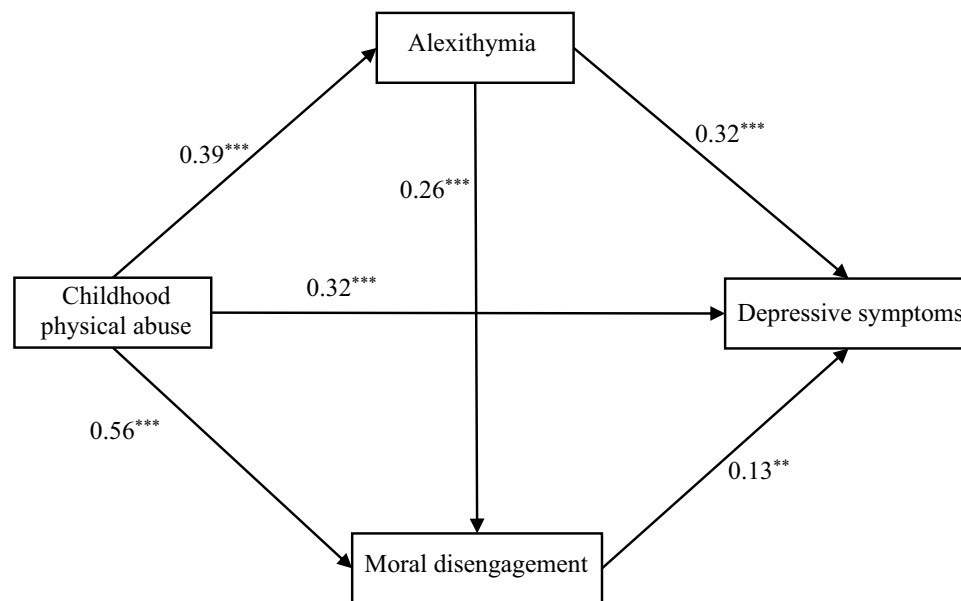 Alexithymia
0.39***
0.32***
0.26***
Childhood
physical abuse
0.32***
Depressive symptoms
0.56***
0.13**
Moral disengagement